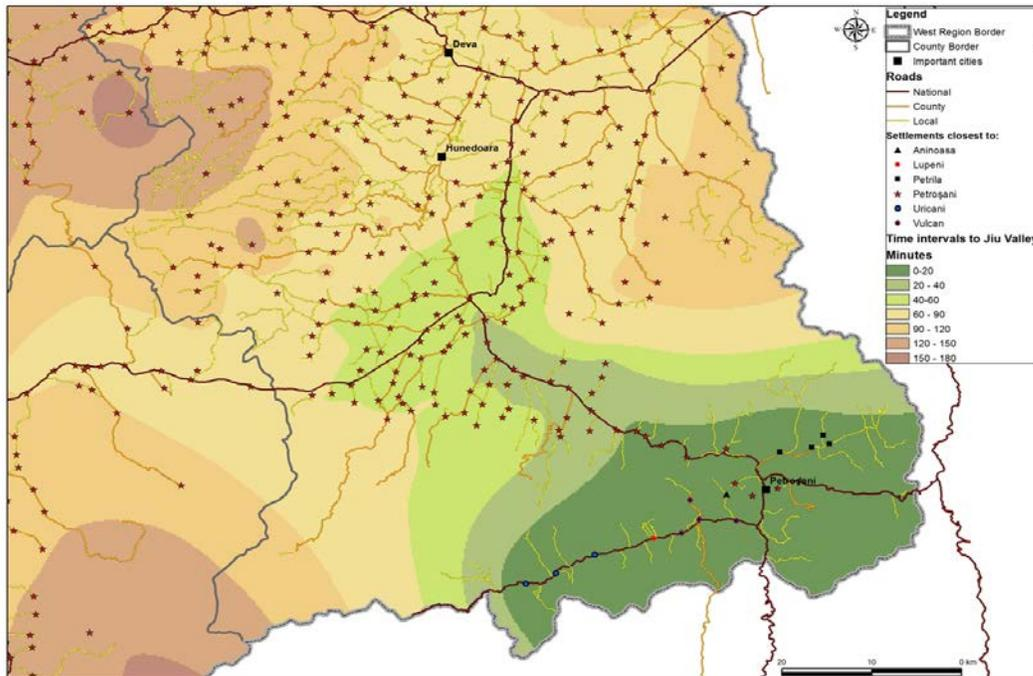 Deva
Hunedoara
Petroşani
N
W
E
S
Legend
West Region Border
County Border
Important cities
Roads
National
County
Local
Settlements closest to:
Aninoasa
Lupeni
Petrila
Petroşani
Uricani
Vulcan
Time intervals to Jiu Valley
Minutes
0-20
20 - 40
40-60
60 - 90
90 - 120
120 - 150
150 - 180
20 10 0 km